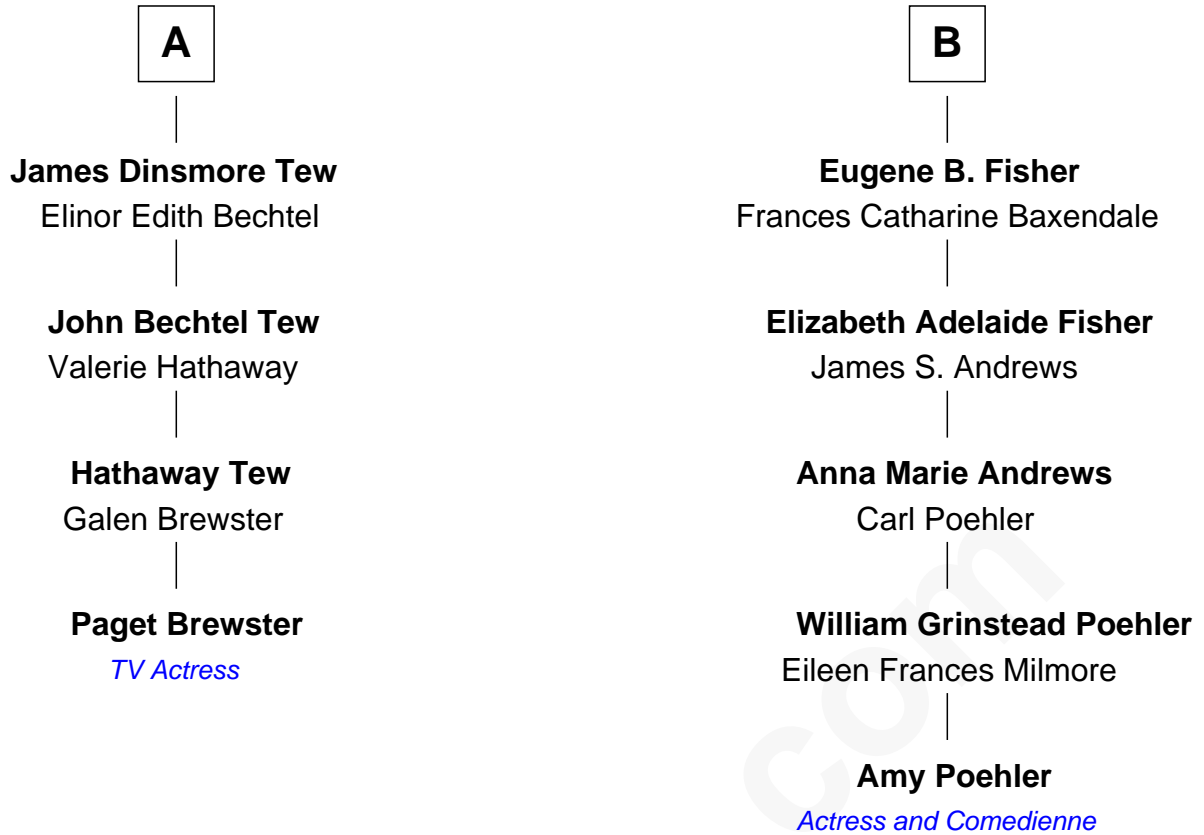 A
James Dinsmore Tew
Elinor Edith Bechtel
John Bechtel Tew
Valerie Hathaway
Hathaway Tew
Galen Brewster
Paget Brewster
TV Actress
B
Eugene B. Fisher
Frances Catharine Baxendale
Elizabeth Adelaide Fisher
James S. Andrews
Anna Marie Andrews
Carl Poehler
William Grinstead Poehler
Eileen Frances Milmore
Amy Poehler
Actress and Comedienne
com